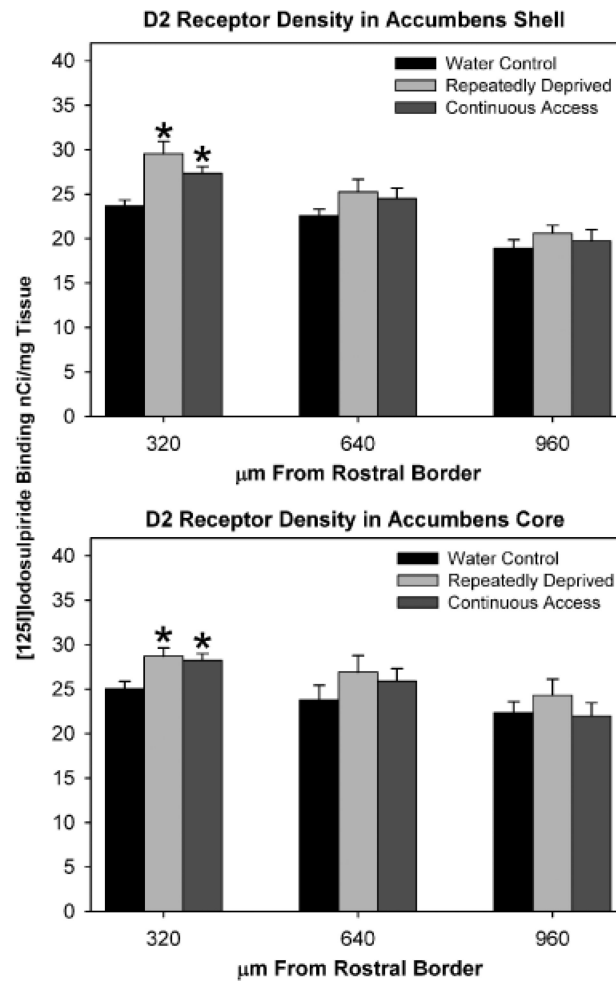 D2 Receptor Density in Accumbens Shell
40
35
30
25
20
15
10
5
0
Water Control
Repeatedly Deprived
Continuous Access
* *
320 640 960
µm From Rostral Border
[125I]Iodosulpiride Binding nCi/mg Tissue
D2 Receptor Density in Accumbens Core
40
35
30
25
20
15
10
5
0
Water Control
Repeatedly Deprived
Continuous Access
* *
320 640 960
µm From Rostral Border